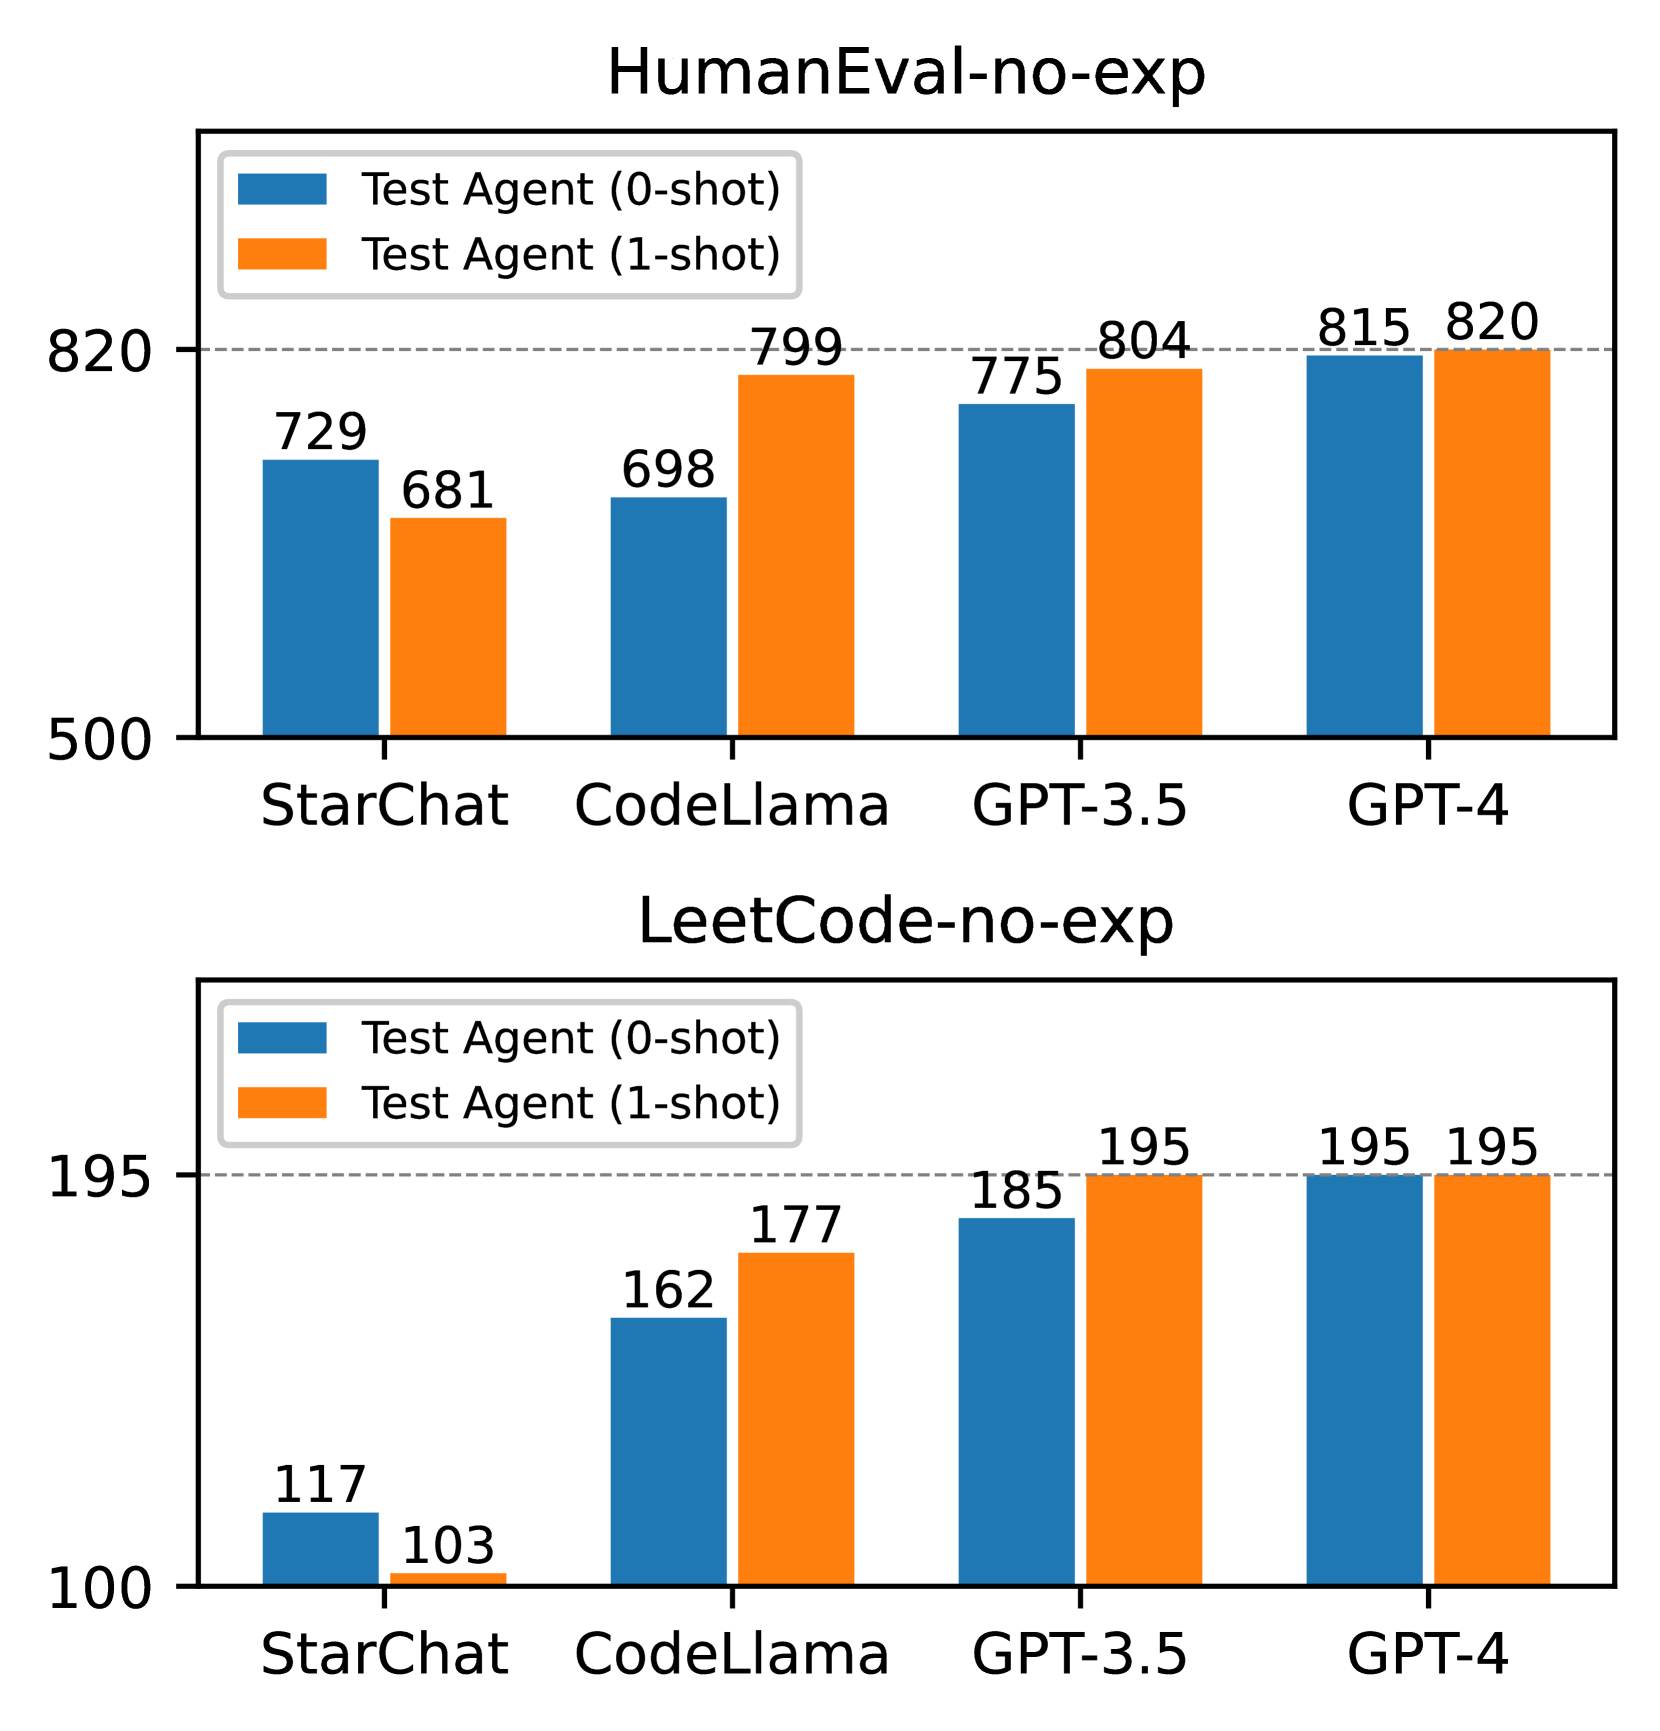 HumanEval-no-exp
Test Agent (0-shot)
Test Agent (1-shot)
820
500
729
681
698
799
775
804
815
820
StarChat
CodeLlama
GPT-3.5
GPT-4
LeetCode-no-exp
Test Agent (0-shot)
Test Agent (1-shot)
195
100
117
103
162
177
185
195
195
195
StarChat
CodeLlama
GPT-3.5
GPT-4